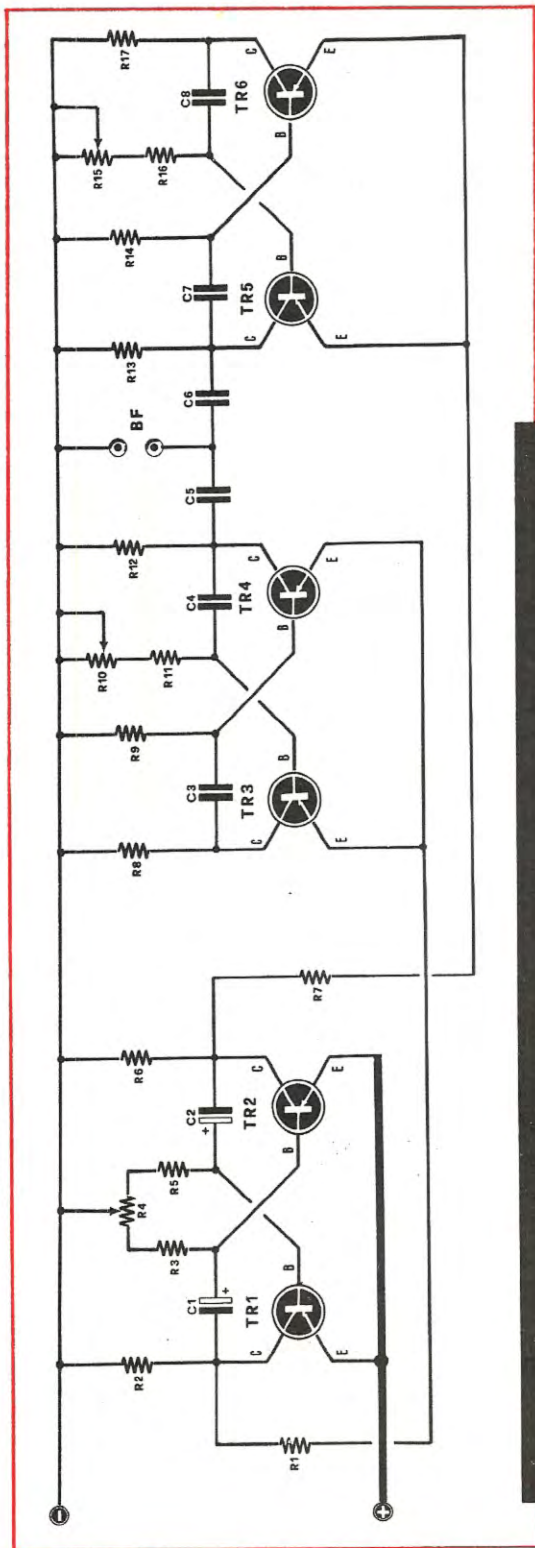 R17
C8
C
TR6
E
B
R15
R16
R14
C7
B
TR5
R13
C
E
C6
BF
C5
R12
C
C4
TR4
E
B
R10
R11
R9
C3
B
TR3
R8
C
E
R7
R6
C
C2
+
TR2
E
B
R4
R5
R3
C1
+
B
TR1
R2
C
E
R1
-
+